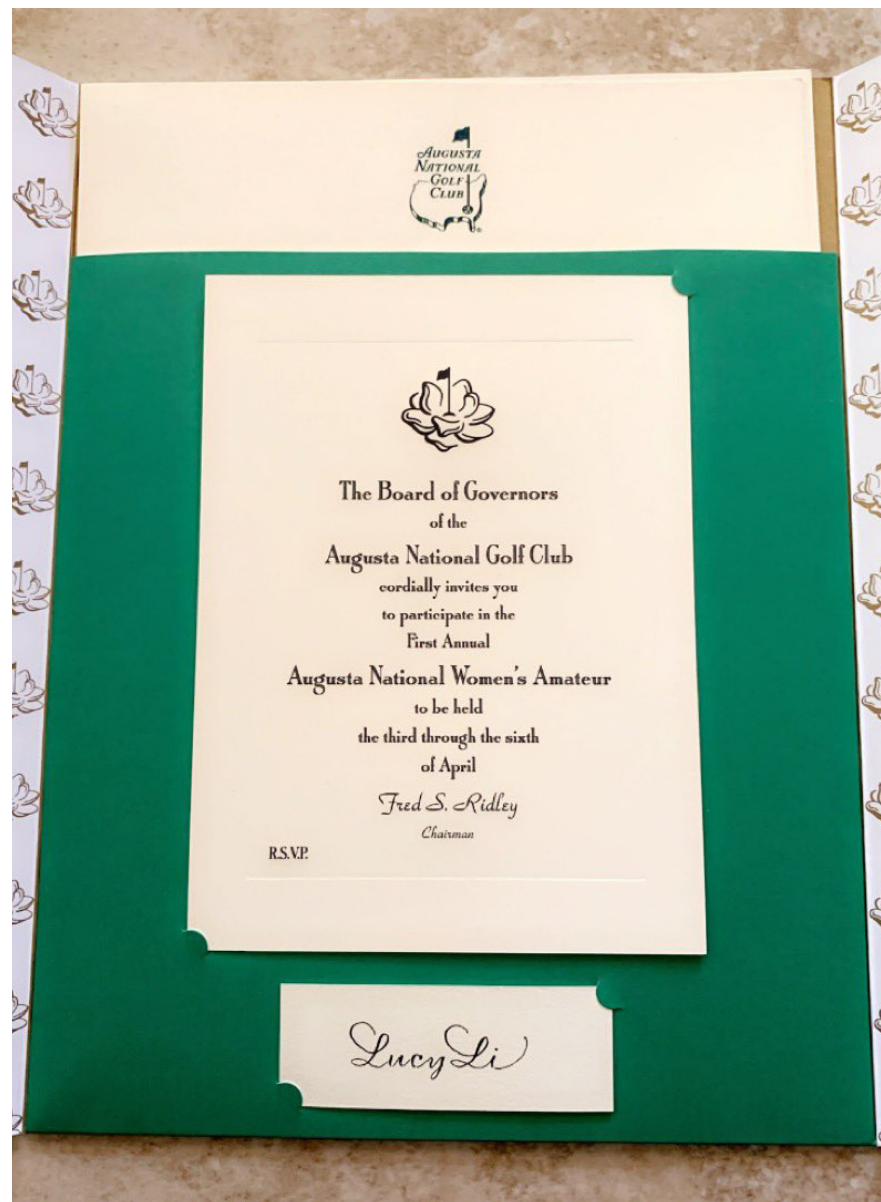 AUGUSTA
NATIONAL
GOLF
CLUB
The Board of Governors
of the
Augusta National Golf Club
cordially invites you
to participate in the
First Annual
Augusta National Women's Amateur
to be held
the third through the sixth
of April
Fred S. Ridley
Chairman
R.S.V.P.
Lucy Li